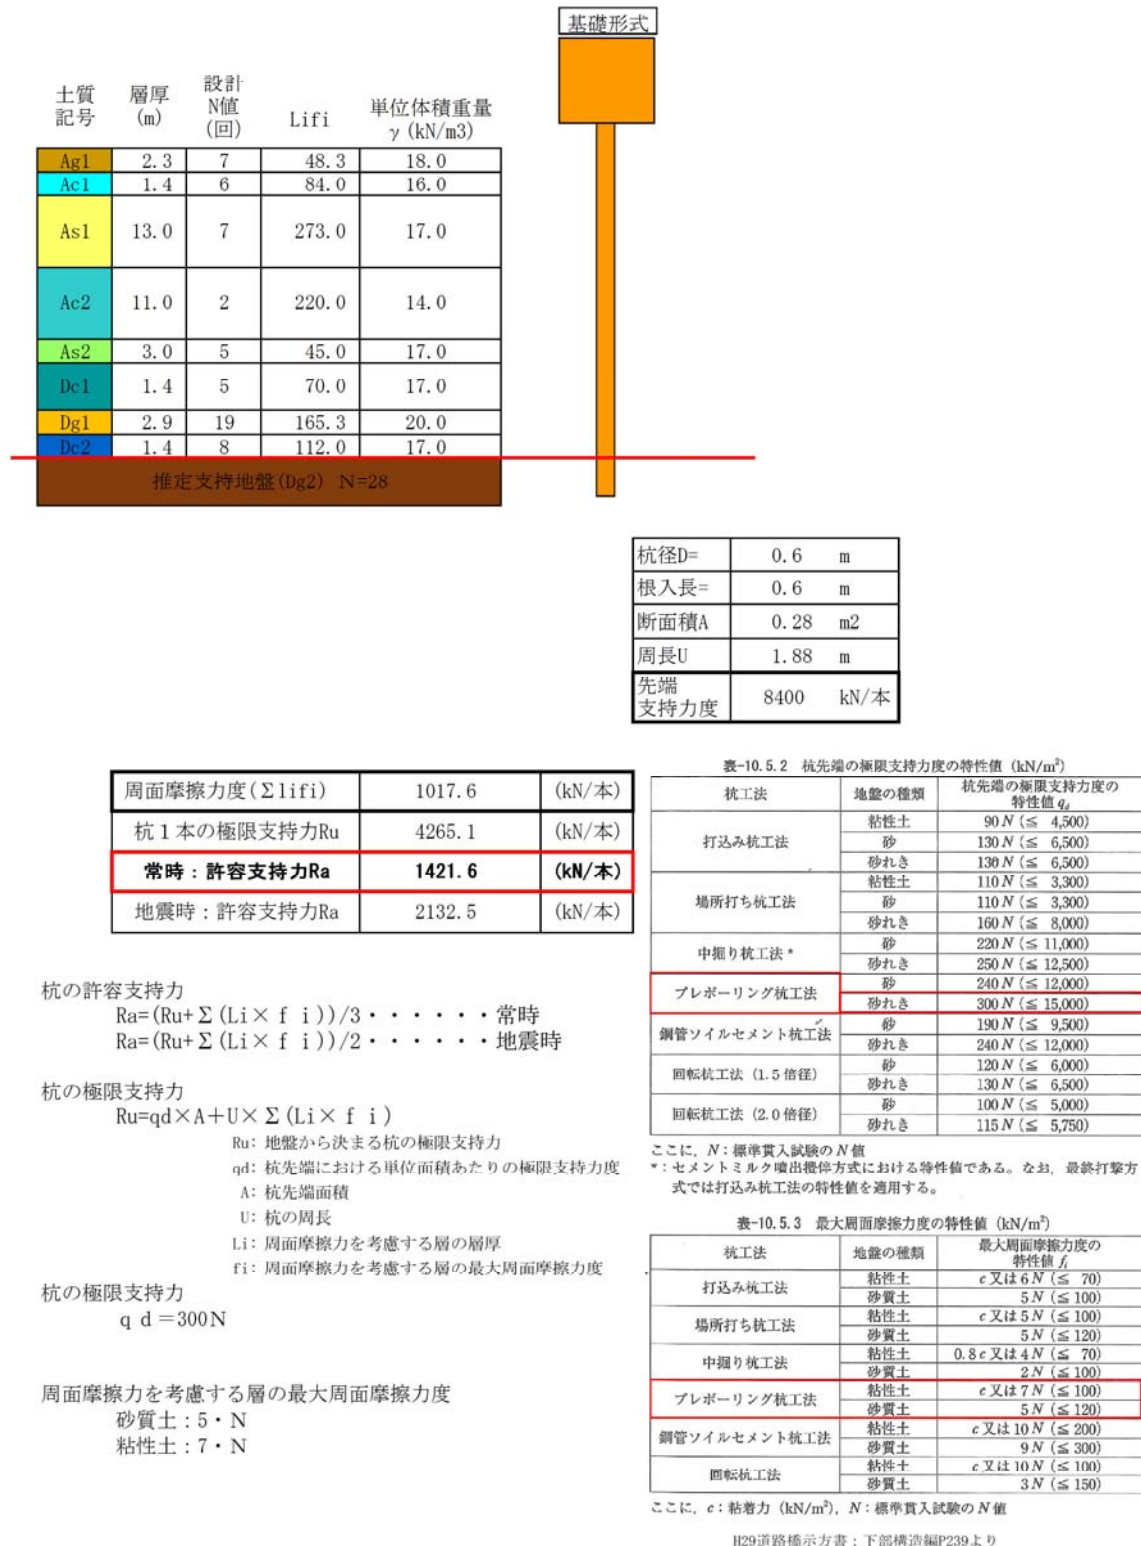 基礎形式
土質記号 層厚(m) 設計N値(回) Lifi 単位体積重量γ(kN/m3)
Ag1 2.3 7 48.3 18.0
Ac1 1.4 6 84.0 16.0
As1 13.0 7 273.0 17.0
Ac2 11.0 2 220.0 14.0
As2 3.0 5 45.0 17.0
Dc1 1.4 5 70.0 17.0
Dg1 2.9 19 165.3 20.0
Dc2 1.4 8 112.0 17.0
推定支持地盤(Dg2) N=28
杭径D= 0.6 m
根入長= 0.6 m
断面積A 0.28 m2
周長U 1.88 m
先端支持力度 8400 kN/本
周面摩擦力度(Σlifi) 1017.6 (kN/本)
杭1本の極限支持力Ru 4265.1 (kN/本)
常時：許容支持力Ra 1421.6 (kN/本)
地震時：許容支持力Ra 2132.5 (kN/本)
杭の許容支持力
Ra=(Ru+Σ(Li×fi))/3・・・・・・常時
Ra=(Ru+Σ(Li×fi))/2・・・・・・地震時
杭の極限支持力
Ru=qd×A+U×Σ(Li×fi)
Ru: 地盤から決まる杭の極限支持力
qd: 杭先端における単位面積あたりの極限支持力度
A: 杭先端面積
U: 杭の周長
Li: 周面摩擦力を考慮する層の層厚
fi: 周面摩擦力を考慮する層の最大周面摩擦力度
杭の極限支持力
qd=300N
周面摩擦力を考慮する層の最大周面摩擦力度
砂質土：5・N
粘性土：7・N
表-10.5.2 杭先端の極限支持力度の特性値 (kN/m²)
杭工法 地盤の種類 杭先端の極限支持力度の特性値 qd
打込み杭工法 粘性土 90N (≦ 4,500)
砂 130N (≦ 6,500)
砂れき 130N (≦ 6,500)
場所打ち杭工法 粘性土 110N (≦ 3,300)
砂 110N (≦ 3,300)
砂れき 160N (≦ 8,000)
中掘り杭工法* 砂 220N (≦ 11,000)
砂れき 250N (≦ 12,500)
プレボーリング杭工法 砂 240N (≦ 12,000)
砂れき 300N (≦ 15,000)
鋼管ソイルセメント杭工法 砂 190N (≦ 9,500)
砂れき 240N (≦ 12,000)
回転杭工法 (1.5倍径) 砂 120N (≦ 6,000)
砂れき 130N (≦ 6,500)
回転杭工法 (2.0倍径) 砂 100N (≦ 5,000)
砂れき 115N (≦ 5,750)
ここに，N：標準貫入試験のN値
*：セメントミルク噴出攪伴方式における特性値である。なお，最終打撃方
式では打込み杭工法の特性値を適用する。
表-10.5.3 最大周面摩擦力度の特性値 (kN/m²)
杭工法 地盤の種類 最大周面摩擦力度の特性値 fi
打込み杭工法 粘性土 c又は6N (≦ 70)
砂質土 5N (≦ 100)
場所打ち杭工法 粘性土 c又は5N (≦ 100)
砂質土 5N (≦ 120)
中掘り杭工法 粘性土 0.8c又は4N (≦ 70)
砂質土 2N (≦ 100)
プレボーリング杭工法 粘性土 c又は7N (≦ 100)
砂質土 5N (≦ 120)
鋼管ソイルセメント杭工法 粘性土 c又は10N (≦ 200)
砂質土 9N (≦ 300)
回転杭工法 粘性土 c又は10N (≦ 100)
砂質土 3N (≦ 150)
ここに，c：粘着力 (kN/m²)，N：標準貫入試験のN値
H29道路橋示方書：下部構造編P239より